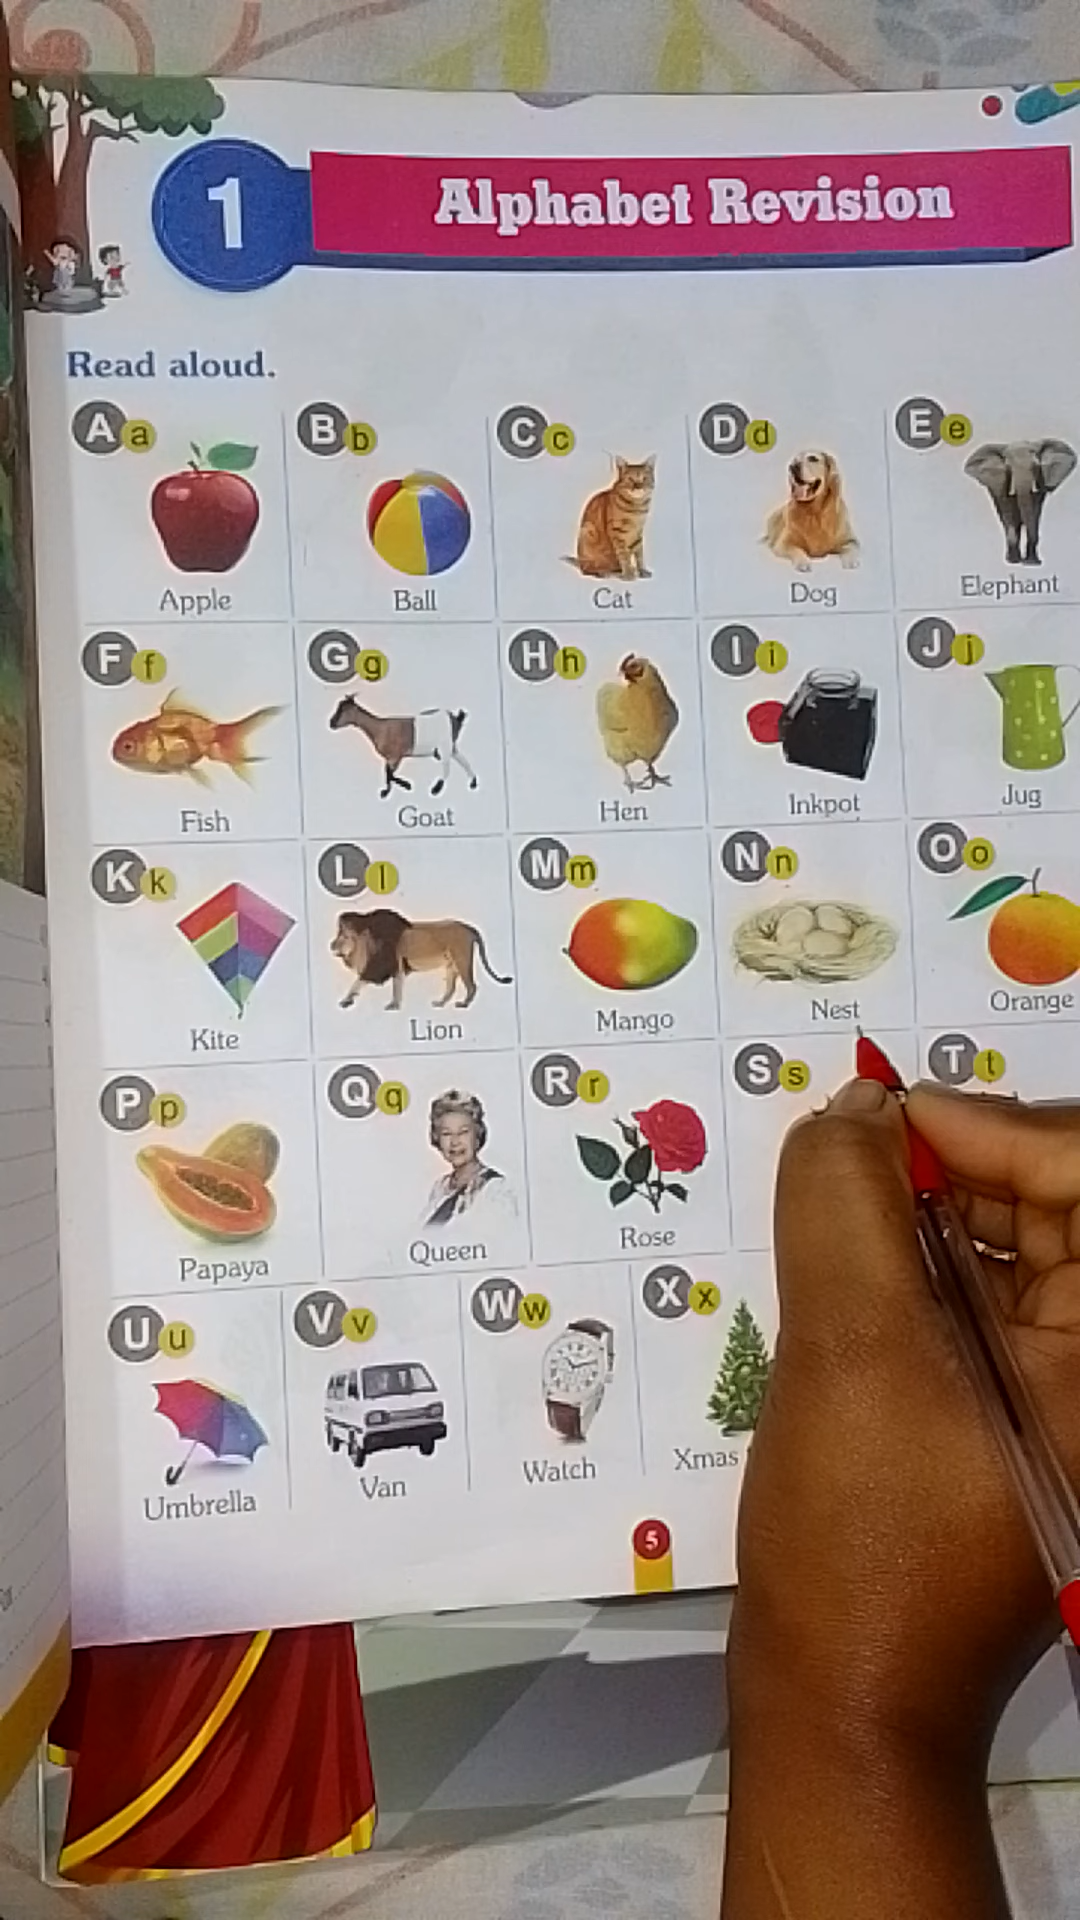 1
Alphabet Revision
Read aloud.
A a B b C c D d E e
Apple Ball Cat Dog Elephant
F f G g H h I i J j
Fish Goat Hen Inkpot Jug
K k L l M m N n O o
Kite Lion Mango Nest Orange
P p Q q R r S s T t
Papaya Queen Rose
U u V v W w X x
Umbrella Van Watch Xmas
5